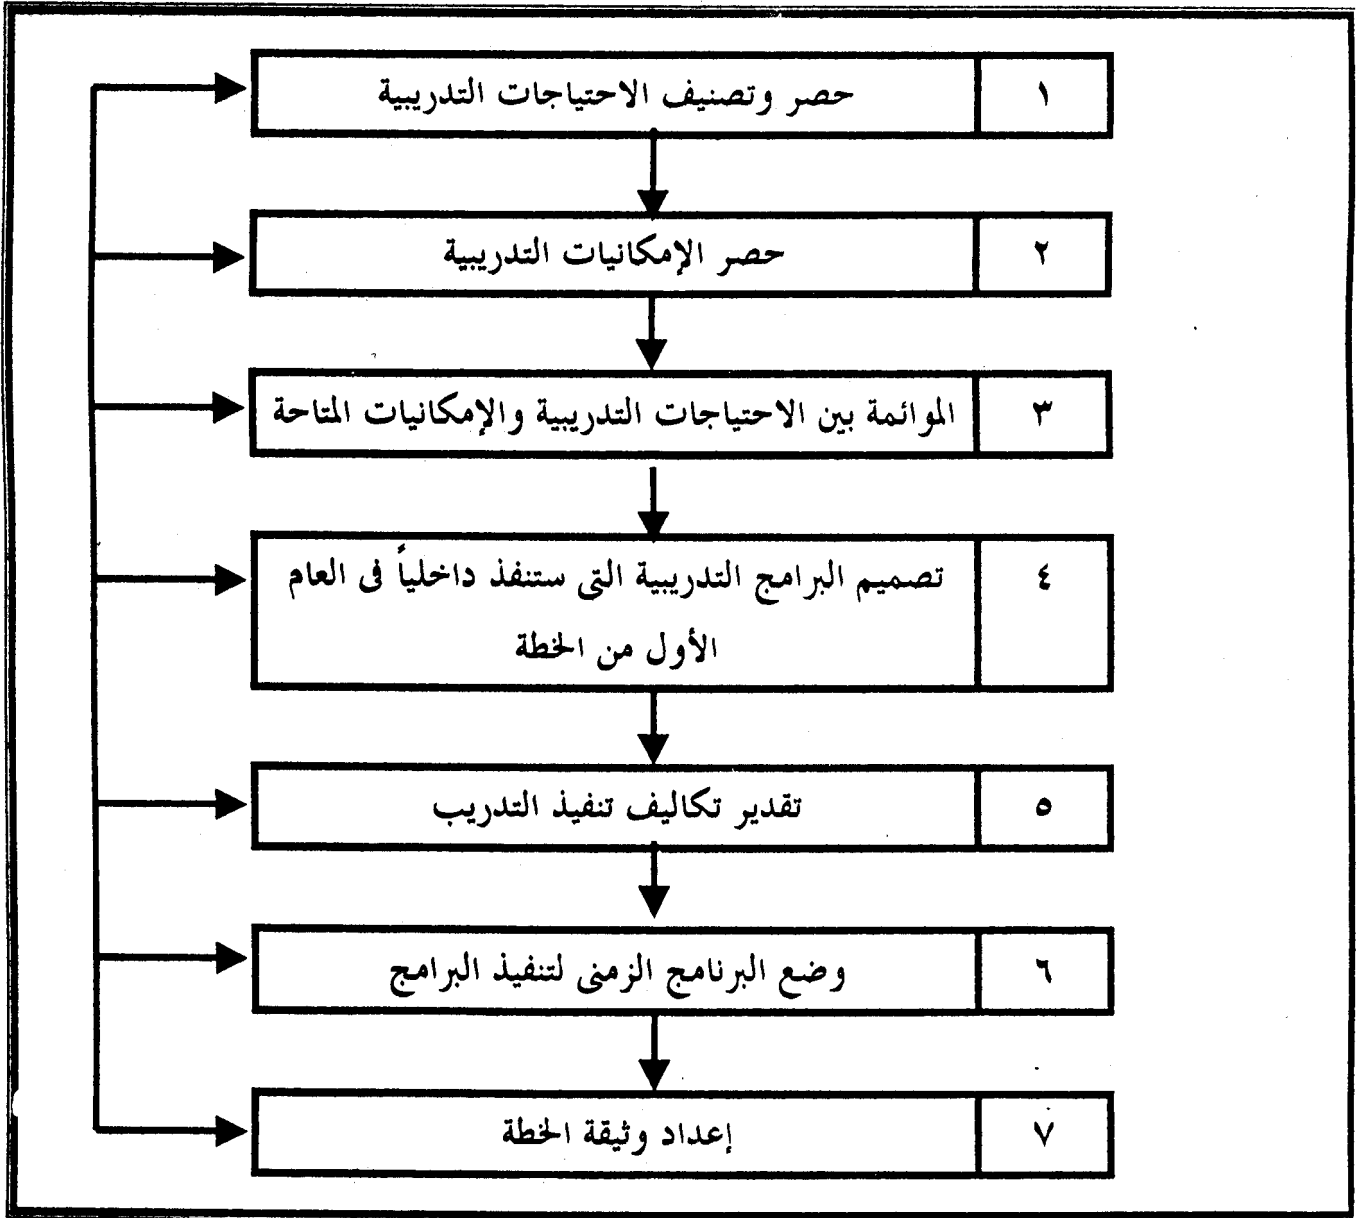 ١ حصر وتصنيف الاحتياجات التدريبية
٢ حصر الإمكانيات التدريبية
٣ الموائمة بين الاحتياجات التدريبية والإمكانيات المتاحة
٤ تصميم البرامج التدريبية التى ستنفذ داخلياً فى العام
الأول من الخطة
٥ تقدير تكاليف تنفيذ التدريب
٦ وضع البرنامج الزمنى لتنفيذ البرامج
٧ إعداد وثيقة الخطة